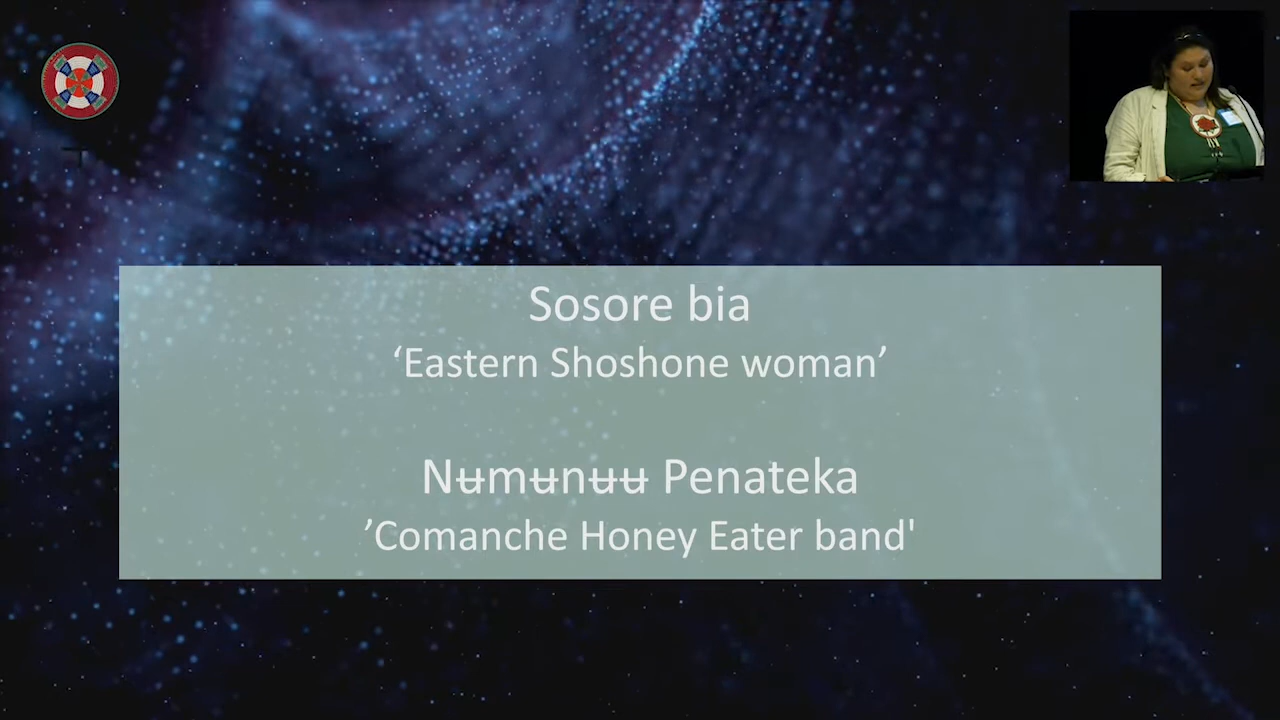 Sosore bia
‘Eastern Shoshone woman’
Nʉmʉnʉʉ Penateka
’Comanche Honey Eater band'